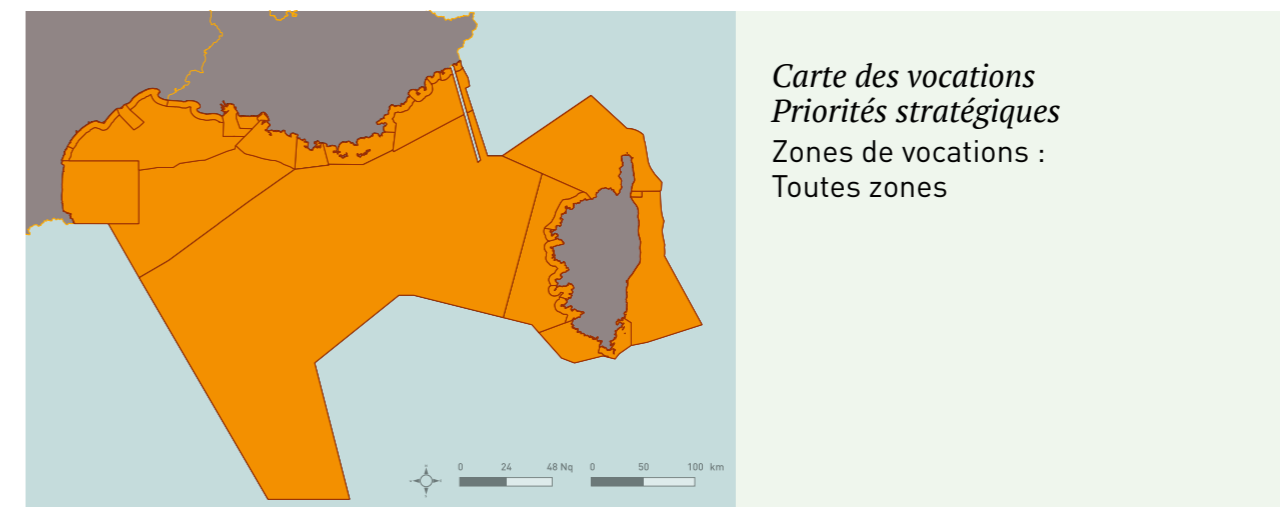 Carte des vocations
Priorités stratégiques
Zones de vocations :
Toutes zones
0 24 48 Nq 0 50 100 km